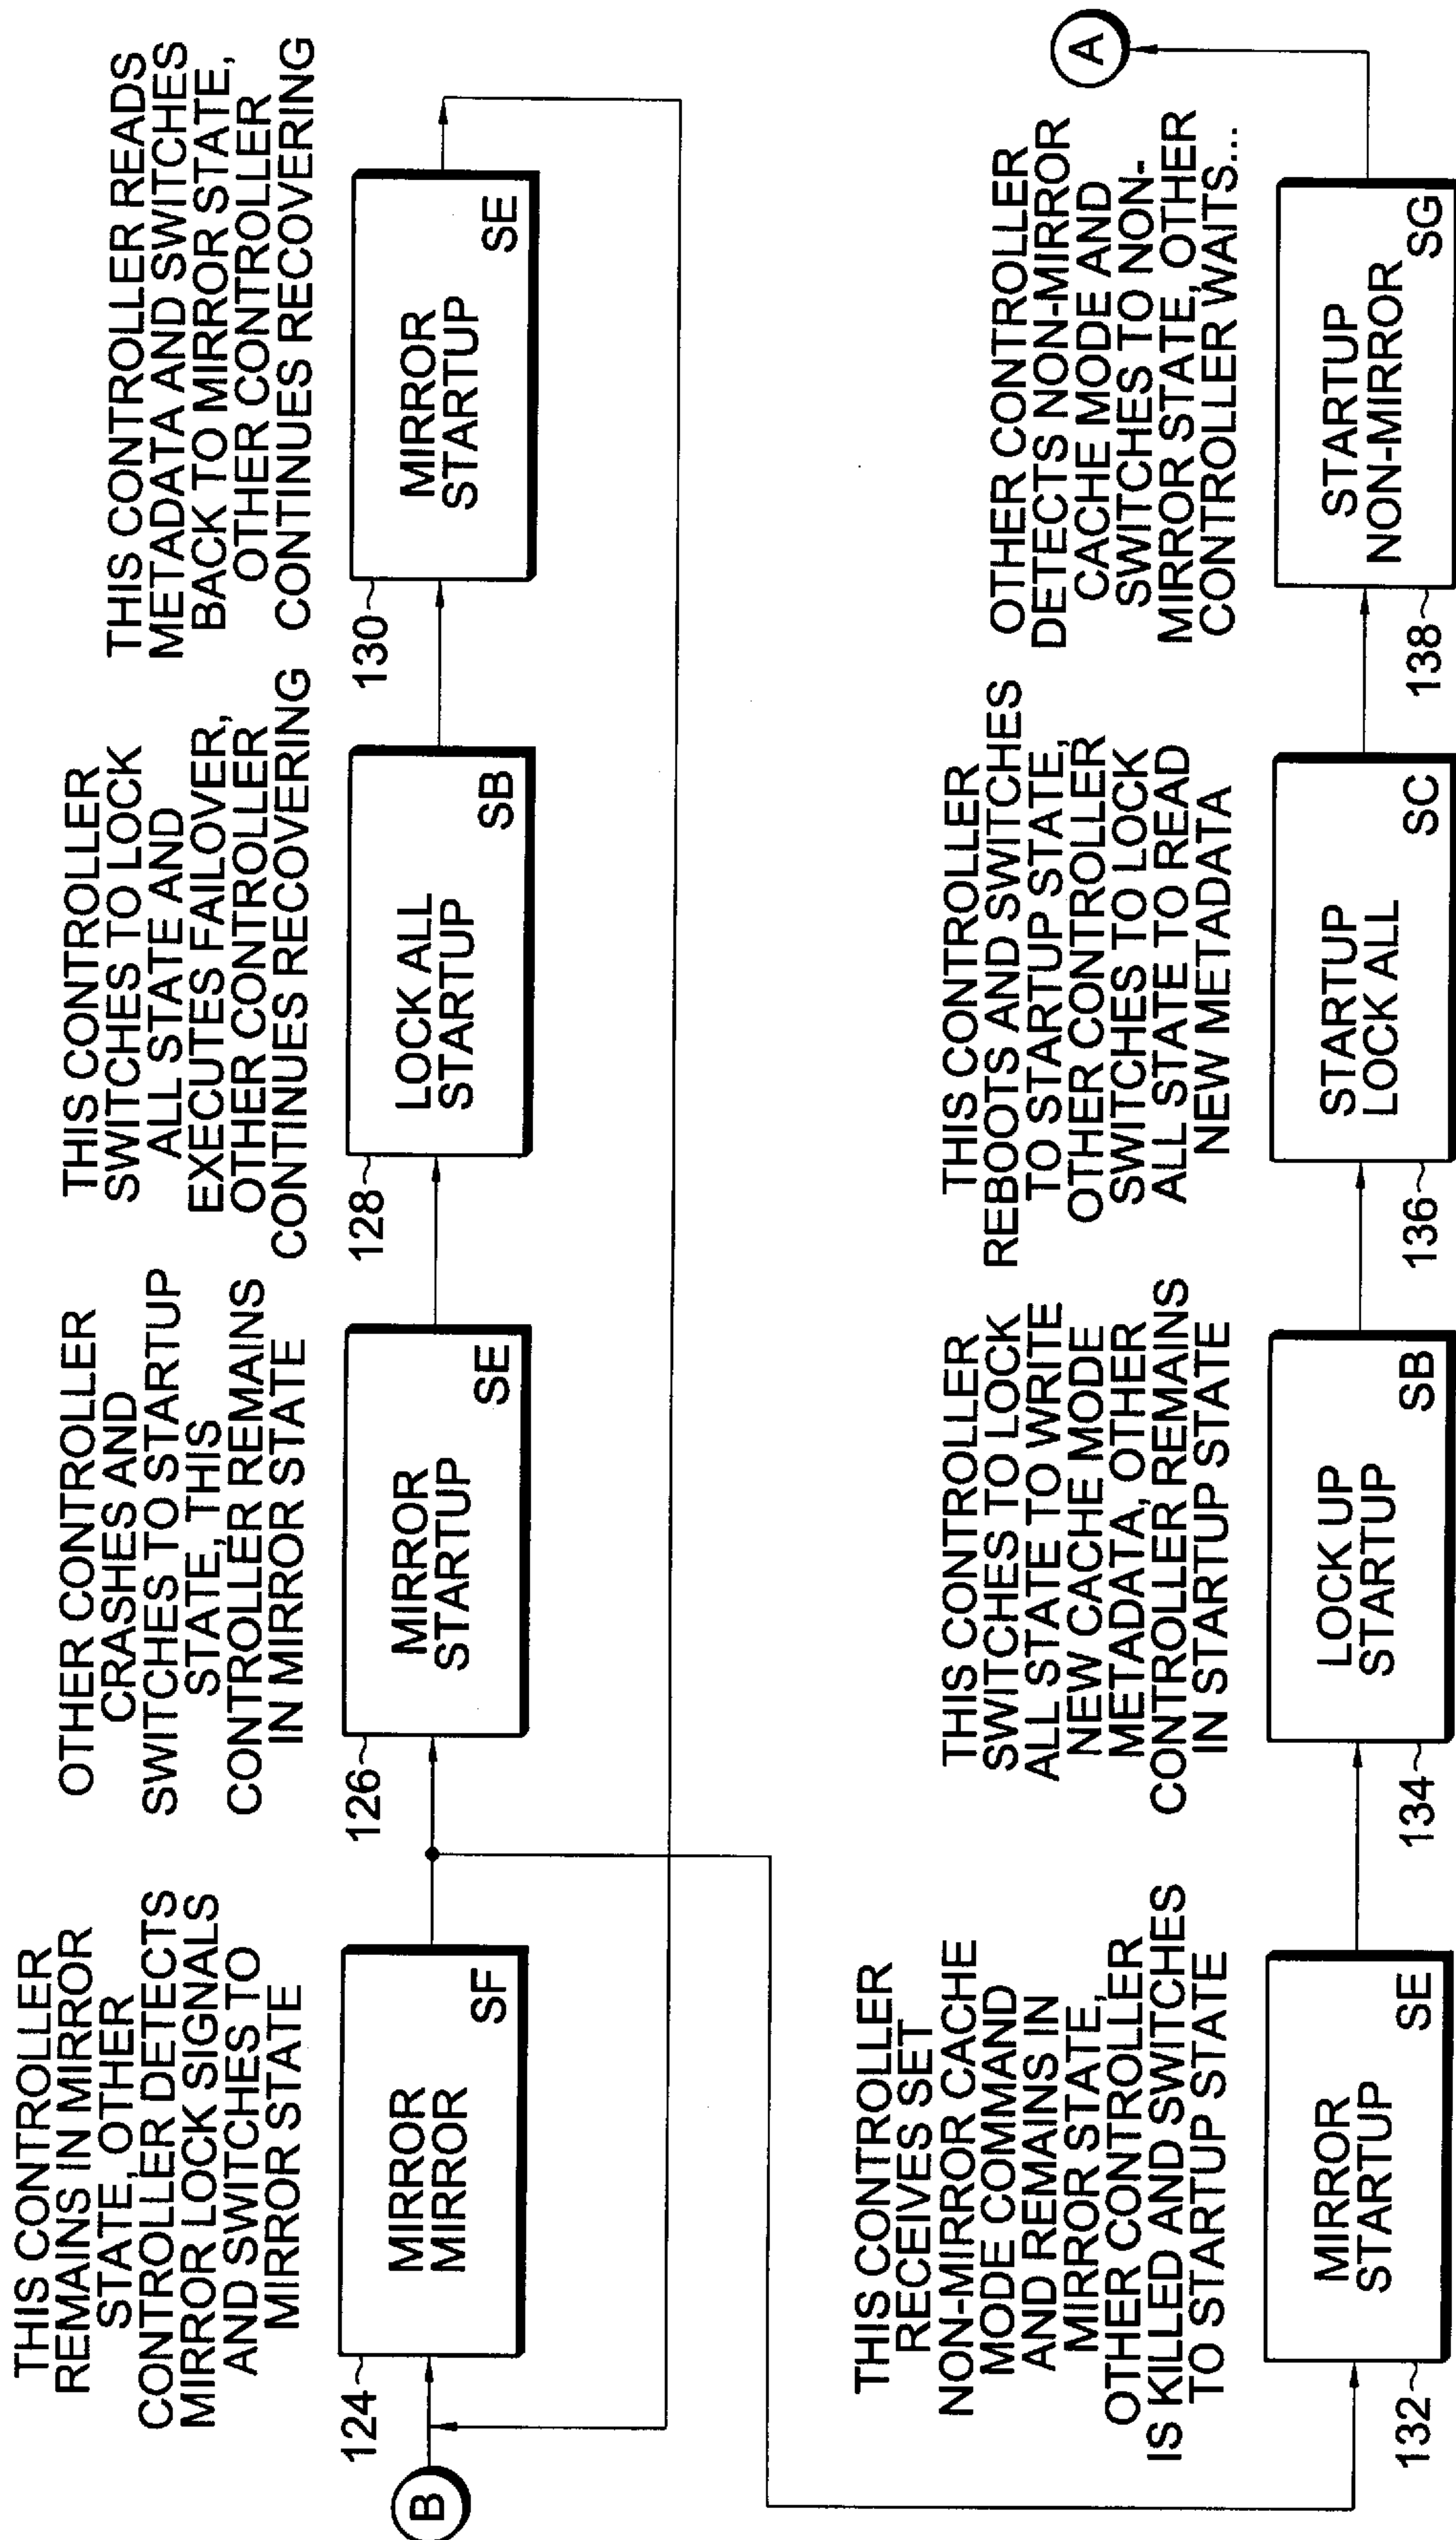 THIS CONTROLLER
REMAINS IN MIRROR
STATE, OTHER
CONTROLLER DETECTS
MIRROR LOCK SIGNALS
AND SWITCHES TO
MIRROR STATE
OTHER CONTROLLER
CRASHES AND
SWITCHES TO STARTUP
STATE, THIS
CONTROLLER REMAINS
IN MIRROR STATE
THIS CONTROLLER
SWITCHES TO LOCK
ALL STATE AND
EXECUTES FAILOVER,
OTHER CONTROLLER
CONTINUES RECOVERING
THIS CONTROLLER READS
METADATA AND SWITCHES
BACK TO MIRROR STATE,
OTHER CONTROLLER
CONTINUES RECOVERING
B
124
MIRROR
MIRROR
SF
126
MIRROR
STARTUP
SE
128
LOCK ALL
STARTUP
SB
130
MIRROR
STARTUP
SE
THIS CONTROLLER
RECEIVES SET
NON-MIRROR CACHE
MODE COMMAND
AND REMAINS IN
MIRROR STATE,
OTHER CONTROLLER
IS KILLED AND SWITCHES
TO STARTUP STATE
THIS CONTROLLER
SWITCHES TO LOCK
ALL STATE TO WRITE
NEW CACHE MODE
METADATA, OTHER
CONTROLLER REMAINS
IN STARTUP STATE
THIS CONTROLLER
REBOOTS AND SWITCHES
TO STARTUP STATE,
OTHER CONTROLLER
SWITCHES TO LOCK
ALL STATE TO READ
NEW METADATA
OTHER CONTROLLER
DETECTS NON-MIRROR
CACHE MODE AND
SWITCHES TO NON-
MIRROR STATE, OTHER
CONTROLLER WAITS...
A
132
MIRROR
STARTUP
SE
134
LOCK UP
STARTUP
SB
136
STARTUP
LOCK ALL
SC
138
STARTUP
NON-MIRROR
SG